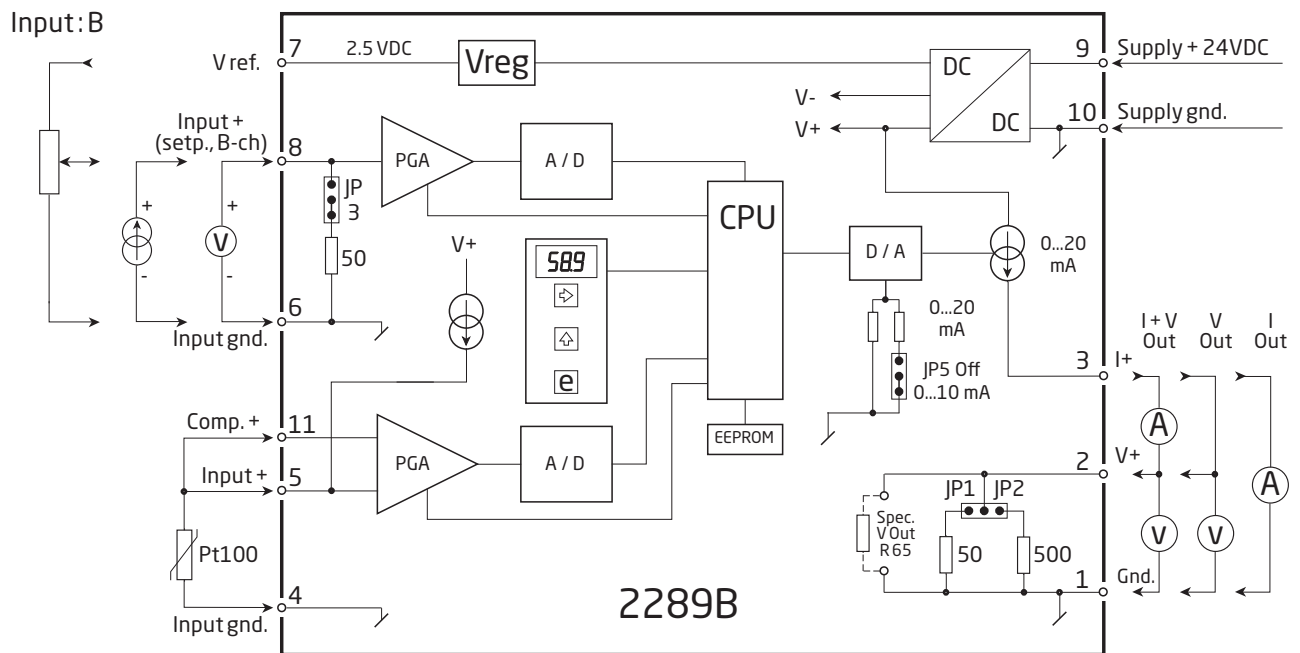 Input:B
V ref.
7
2.5 VDC
Vreg
DC
DC
9
Supply + 24VDC
V-
V+
10
Supply gnd.
Input +
(setp., B-ch)
8
PGA
A / D
JP
3
50
+
-
+
V
-
6
Input gnd.
V+
58.9
e
CPU
EEPROM
D / A
0...20
mA
0...20
mA
JP5 Off
0...10 mA
3
I+
I + V
Out
V
Out
I
Out
A
A
V
V
Comp. +
11
Input +
5
PGA
A / D
Pt100
4
Input gnd.
2
V+
JP1
JP2
Spec.
V Out
R 65
50
500
1
Gnd.
2289B